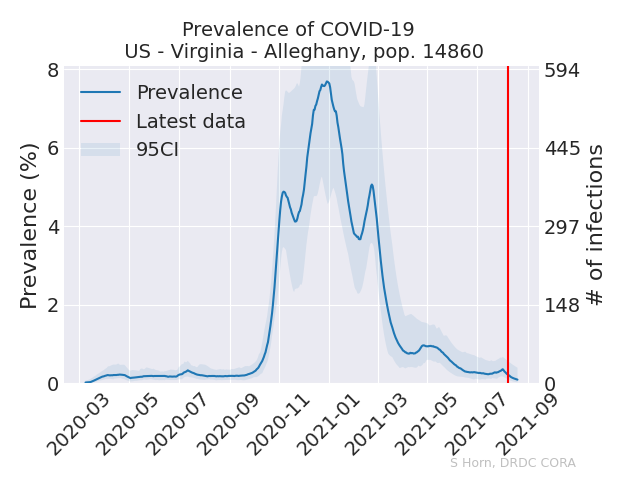 Prevalence of COVID-19
US - Virginia - Alleghany, pop. 14860
Prevalence
Latest data
95CI
Prevalence (%)
8
6
4
2
0
594
445
297
148
0
# of infections
2020-03
2020-05
2020-07
2020-09
2020-11
2021-01
2021-03
2021-05
2021-07
2021-09
S Horn, DRDC CORA